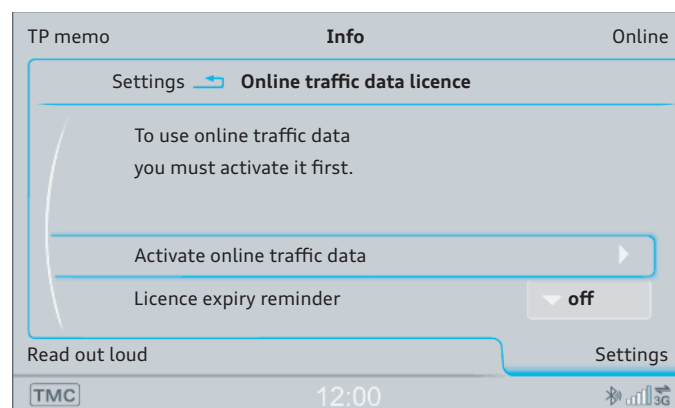 TP memo Info Online
Settings Online traffic data licence
To use online traffic data
you must activate it first.
Activate online traffic data
Licence expiry reminder off
Read out loud Settings
TMC 12:00 3G